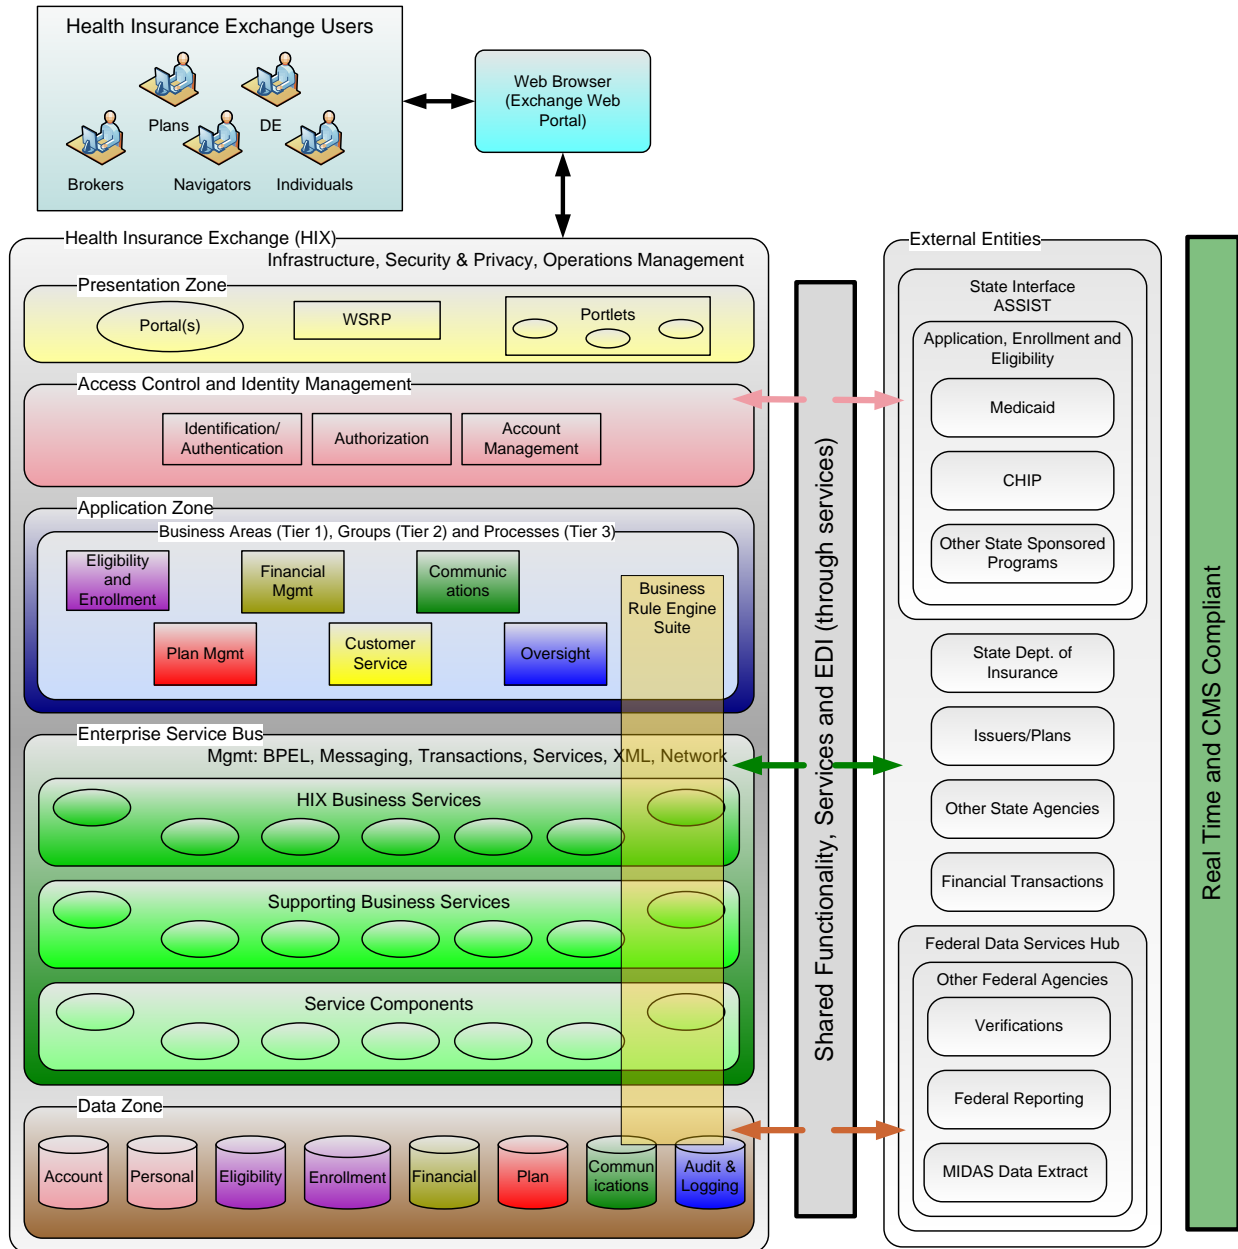 Health Insurance Exchange Users
Plans
DE
Brokers
Navigators
Individuals
Web Browser
(Exchange Web
Portal)
Health Insurance Exchange (HIX)
Infrastructure, Security & Privacy, Operations Management
Presentation Zone
Portal(s)
WSRP
Portlets
Access Control and Identity Management
Identification/
Authentication
Authorization
Account
Management
Application Zone
Business Areas (Tier 1), Groups (Tier 2) and Processes (Tier 3)
Eligibility
and
Enrollment
Financial
Mgmt
Communic
ations
Plan Mgmt
Customer
Service
Oversight
Business
Rule Engine
Suite
Enterprise Service Bus
Mgmt: BPEL, Messaging, Transactions, Services, XML, Network
HIX Business Services
Supporting Business Services
Service Components
Data Zone
Account
Personal
Eligibility
Enrollment
Financial
Plan
Commun
ications
Audit &
Logging
Shared Functionality, Services and EDI (through services)
External Entities
State Interface
ASSIST
Application, Enrollment and
Eligibility
Medicaid
CHIP
Other State Sponsored
Programs
State Dept. of
Insurance
Issuers/Plans
Other State Agencies
Financial Transactions
Federal Data Services Hub
Other Federal Agencies
Verifications
Federal Reporting
MIDAS Data Extract
Real Time and CMS Compliant